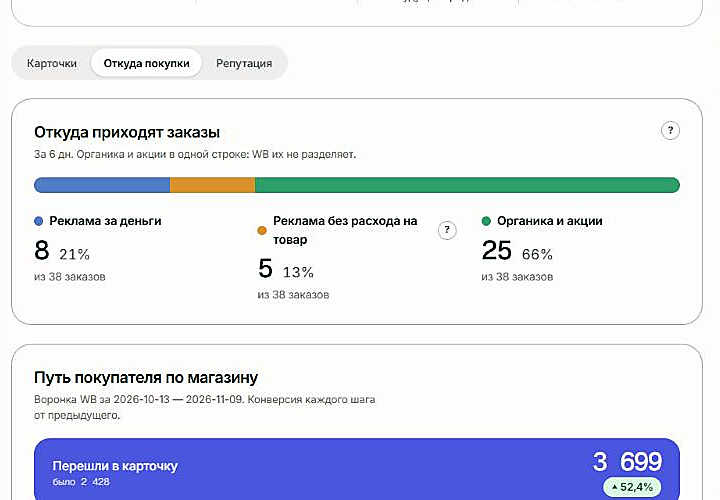 Карточки
Откуда покупки
Репутация
Откуда приходят заказы
?
За 6 дн. Органика и акции в одной строке: WB их не разделяет.
Реклама за деньги
8 21%
из 38 заказов
Реклама без расхода на
товар
?
5 13%
из 38 заказов
Органика и акции
25 66%
из 38 заказов
Путь покупателя по магазину
Воронка WB за 2026-10-13 — 2026-11-09. Конверсия каждого шага
от предыдущего.
Перешли в карточку
было 2 428
3 699
▲ 52,4%